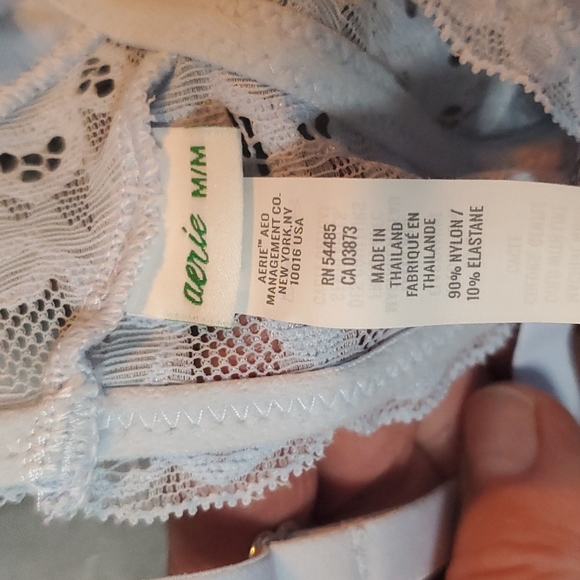 aerie M/M
AERIE™ AEO
MANAGEMENT CO.
NEW YORK,NY
10016 USA
RN 54485
CA 03873
MADE IN
THAILAND
FABRIQUÉ EN
THAILANDE
90% NYLON /
10% ELASTANE